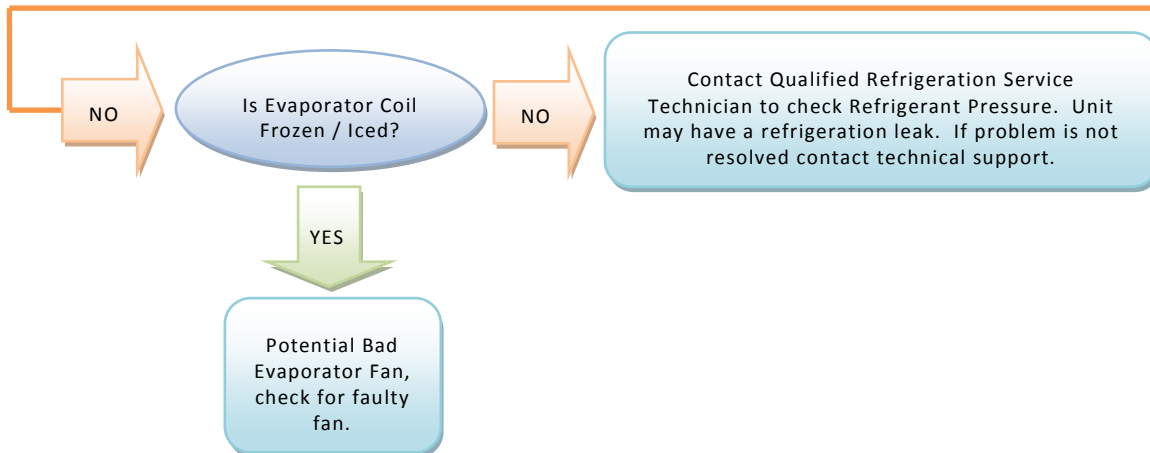 NO
Is Evaporator Coil
Frozen / Iced?
NO
Contact Qualified Refrigeration Service
Technician to check Refrigerant Pressure.  Unit
may have a refrigeration leak.  If problem is not
resolved contact technical support.
YES
Potential Bad
Evaporator Fan,
check for faulty
fan.